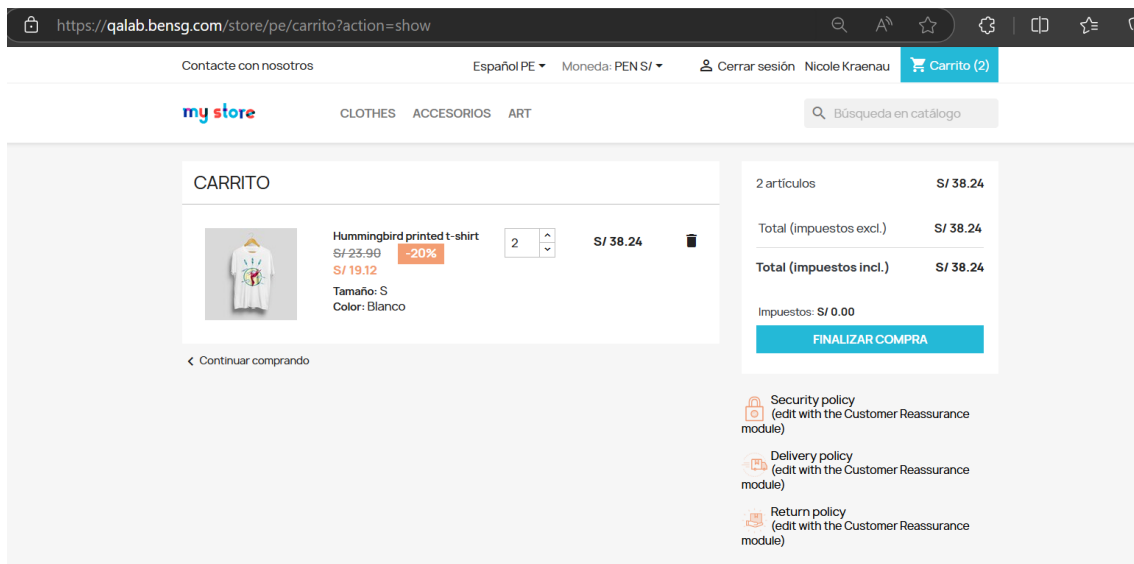 https://qalab.bensg.com/store/pe/carrito?action=show
Contacte con nosotros
Español PE
Moneda: PEN S/
Cerrar sesión
Nicole Kraenau
Carrito (2)
my store
CLOTHES
ACCESORIOS
ART
Búsqueda en catálogo
CARRITO
Hummingbird printed t-shirt
S/ 23.90
-20%
S/ 19.12
Tamaño: S
Color: Blanco
2
S/ 38.24
Continuar comprando
2 artículos
S/ 38.24
Total (impuestos excl.)
S/ 38.24
Total (impuestos incl.)
S/ 38.24
Impuestos: S/ 0.00
FINALIZAR COMPRA
Security policy
(edit with the Customer Reassurance
module)
Delivery policy
(edit with the Customer Reassurance
module)
Return policy
(edit with the Customer Reassurance
module)